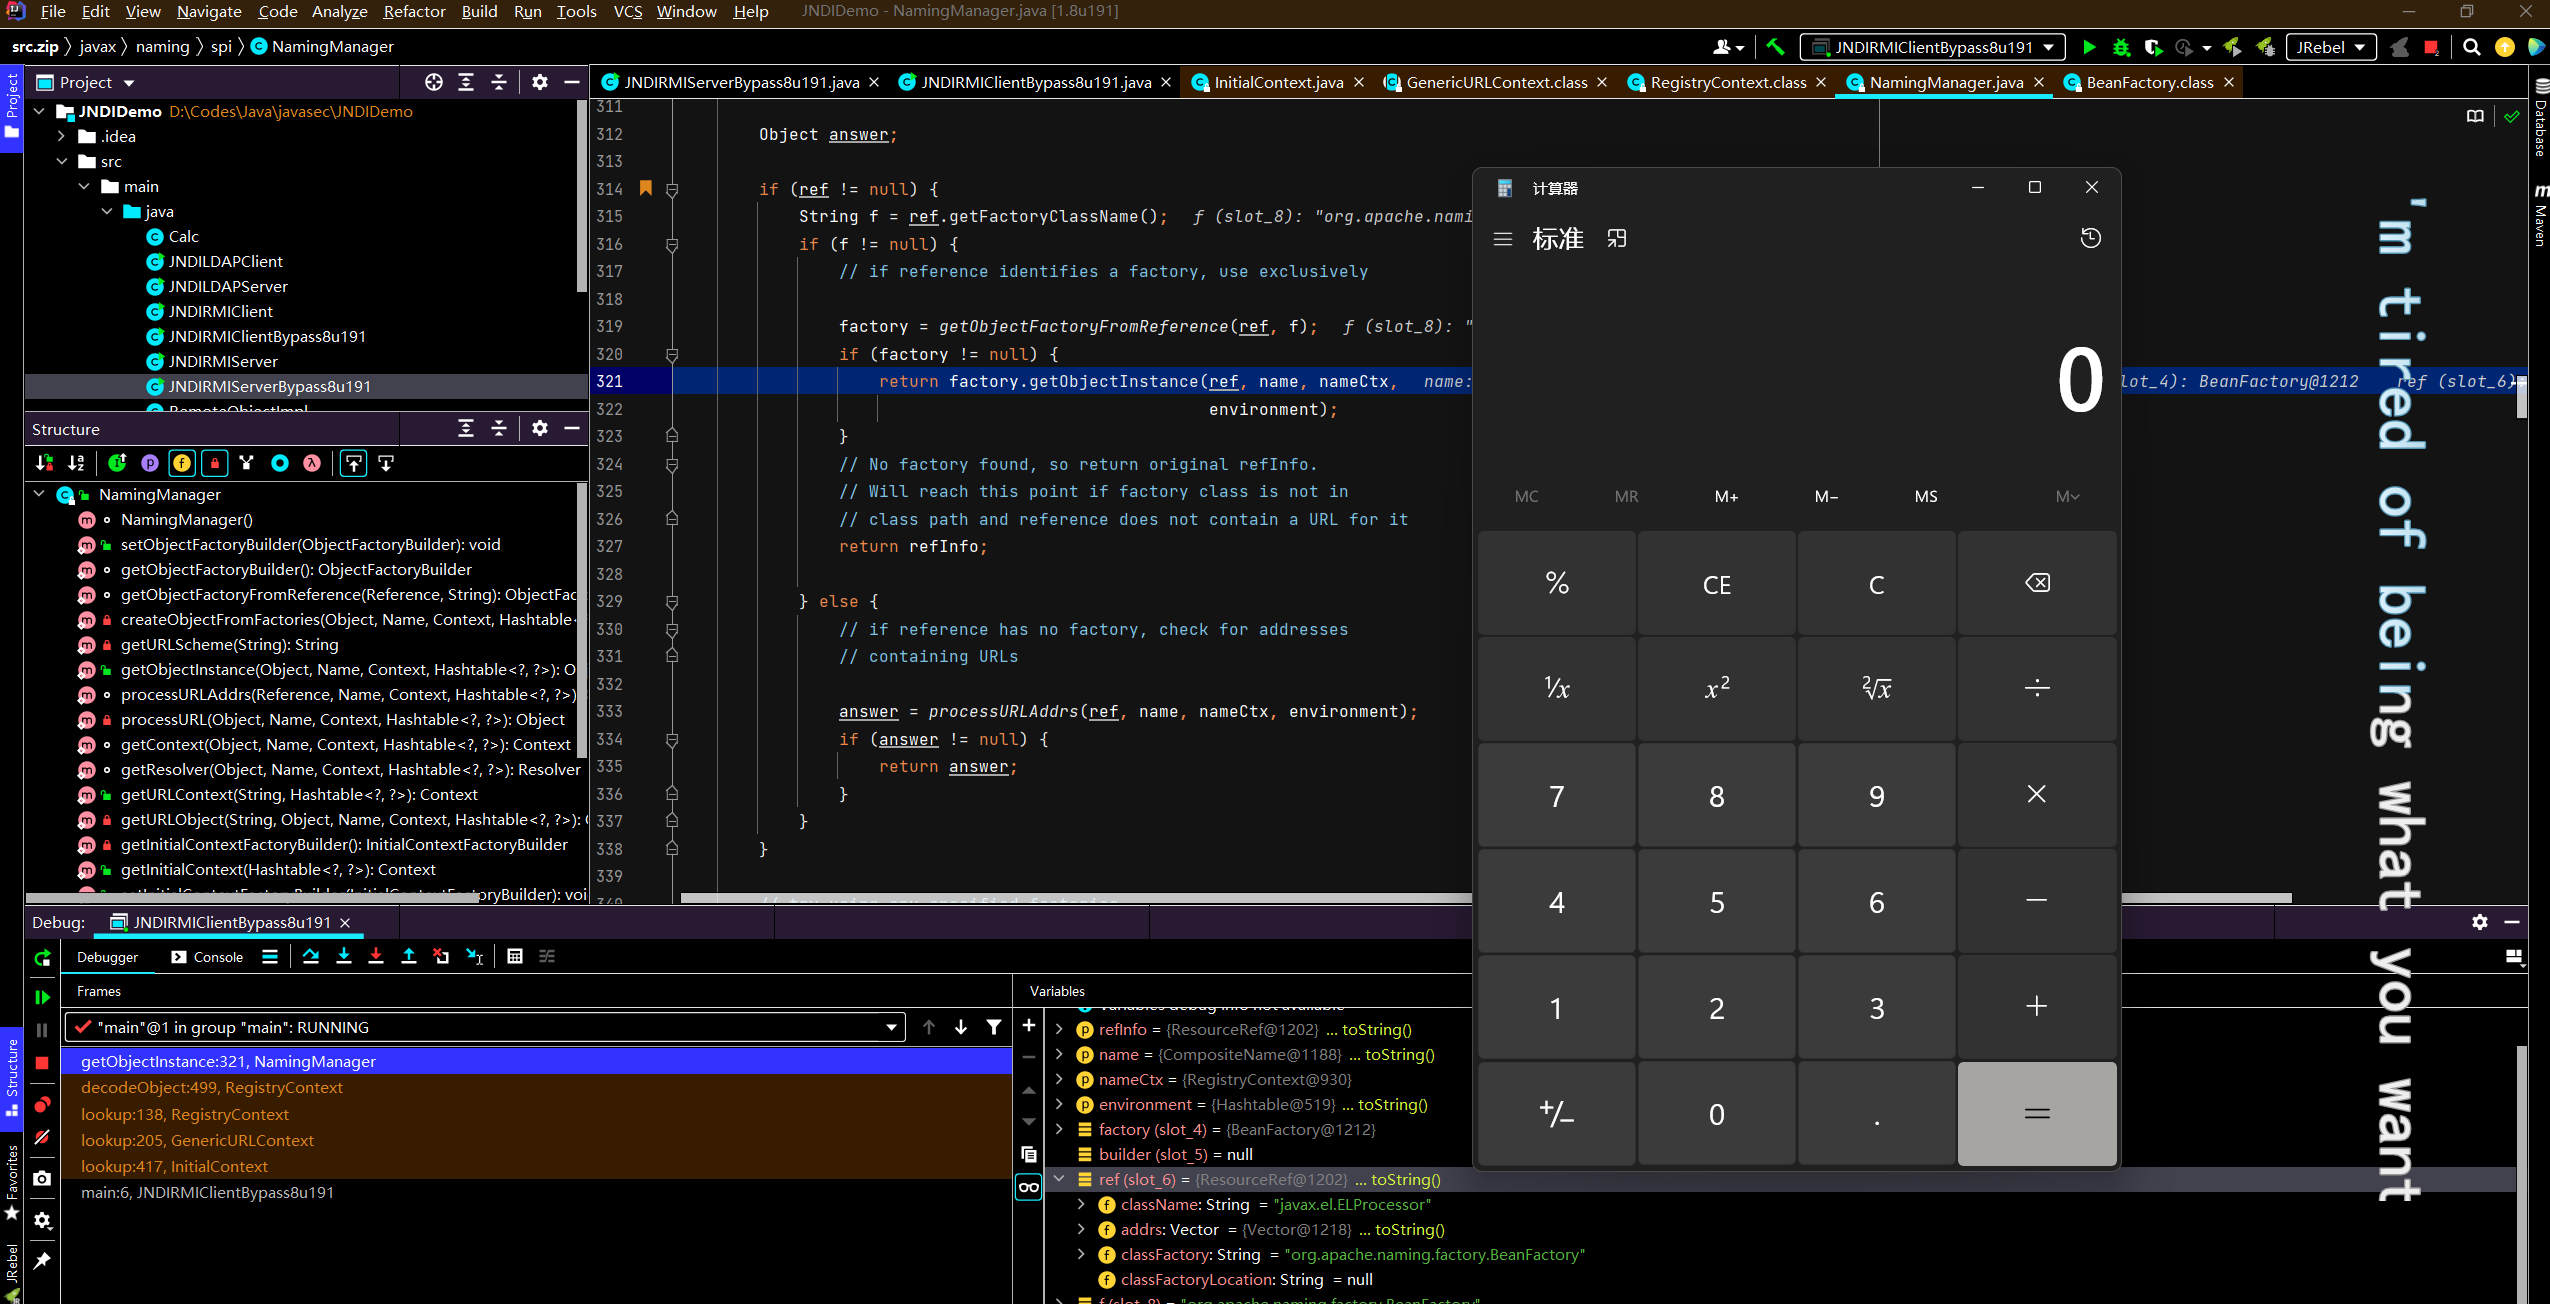 File Edit View Navigate Code Analyze Refactor Build Run Tools VCS Window Help JNDIDemo - NamingManager.java [1.8u191]
src.zip javax naming spi NamingManager
JNDIRMIClientBypass8u191
JRebel
Project
JNDIRMIServerBypass8u191.java
JNDIRMIClientBypass8u191.java
InitialContext.java
GenericURLContext.class
RegistryContext.class
NamingManager.java
BeanFactory.class
JNDIDemo D:\Codes\Java\javasec\JNDIDemo
.idea
src
main
java
Calc
JNDILDAPClient
JNDILDAPServer
JNDIRMIClient
JNDIRMIClientBypass8u191
JNDIRMIServer
JNDIRMIServerBypass8u191
Structure
NamingManager
NamingManager()
setObjectFactoryBuilder(ObjectFactoryBuilder): void
getObjectFactoryBuilder(): ObjectFactoryBuilder
getObjectFactoryFromReference(Reference, String): ObjectFac
createObjectFromFactories(Object, Name, Context, Hashtable<
getURLScheme(String): String
getObjectInstance(Object, Name, Context, Hashtable<?, ?>): O
processURLAddrs(Reference, Name, Context, Hashtable<?, ?>)
processURL(Object, Name, Context, Hashtable<?, ?>): Object
getContext(Object, Name, Context, Hashtable<?, ?>): Context
getResolver(Object, Name, Context, Hashtable<?, ?>): Resolver
getURLContext(String, Hashtable<?, ?>): Context
getURLObject(String, Object, Name, Context, Hashtable<?, ?>):
getInitialContextFactoryBuilder(): InitialContextFactoryBuilder
getInitialContext(Hashtable<?, ?>): Context
311
312 Object answer;
313
314 if (ref != null) {
315 String f = ref.getFactoryClassName(); f (slot_8): "org.apache.nami
316 if (f != null) {
317 // if reference identifies a factory, use exclusively
318
319 factory = getObjectFactoryFromReference(ref, f); f (slot_8): "
320 if (factory != null) {
321 return factory.getObjectInstance(ref, name, nameCtx, name: lot_4): BeanFactory@1212 ref (slot_6)
322 environment);
323 }
324 // No factory found, so return original refInfo.
325 // Will reach this point if factory class is not in
326 // class path and reference does not contain a URL for it
327 return refInfo;
328
329 } else {
330 // if reference has no factory, check for addresses
331 // containing URLs
332
333 answer = processURLAddrs(ref, name, nameCtx, environment);
334 if (answer != null) {
335 return answer;
336 }
337 }
338 }
339
计算器
标准
0
MC MR M+ M− MS M
% CE C
⅟x x² ²√x ÷
7 8 9 ×
4 5 6 −
1 2 3 +
+/− 0 . =
'm tired of being what you want
Project
Structure
Favorites
JRebel
Database
Maven
Debug: JNDIRMIClientBypass8u191
Debugger Console
Frames
"main"@1 in group "main": RUNNING
getObjectInstance:321, NamingManager
decodeObject:499, RegistryContext
lookup:138, RegistryContext
lookup:205, GenericURLContext
lookup:417, InitialContext
main:6, JNDIRMIClientBypass8u191
Variables
refInfo = {ResourceRef@1202} ... toString()
name = {CompositeName@1188} ... toString()
nameCtx = {RegistryContext@930}
environment = {Hashtable@519} ... toString()
factory (slot_4) = {BeanFactory@1212}
builder (slot_5) = null
ref (slot_6) = {ResourceRef@1202} ... toString()
className: String = "javax.el.ELProcessor"
addrs: Vector = {Vector@1218} ... toString()
classFactory: String = "org.apache.naming.factory.BeanFactory"
classFactoryLocation: String = null